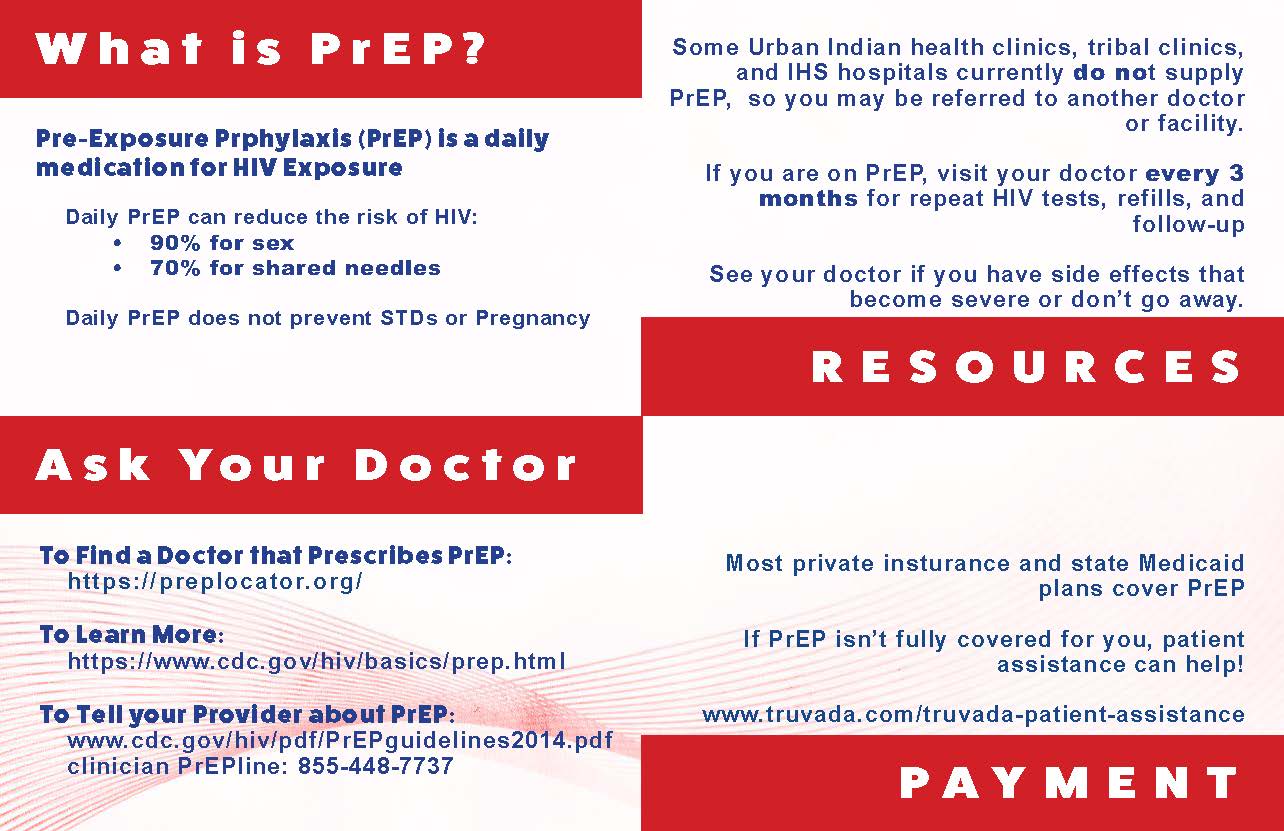 What is PrEP?
Pre-Exposure Prphylaxis (PrEP) is a daily
medication for HIV Exposure
Daily PrEP can reduce the risk of HIV:
• 90% for sex
• 70% for shared needles
Daily PrEP does not prevent STDs or Pregnancy
Some Urban Indian health clinics, tribal clinics,
and IHS hospitals currently do not supply
PrEP, so you may be referred to another doctor
or facility.
If you are on PrEP, visit your doctor every 3
months for repeat HIV tests, refills, and
follow-up
See your doctor if you have side effects that
become severe or don't go away.
RESOURCES
Ask Your Doctor
To Find a Doctor that Prescribes PrEP:
https://preplocator.org/
To Learn More:
https://www.cdc.gov/hiv/basics/prep.html
To Tell your Provider about PrEP:
www.cdc.gov/hiv/pdf/PrEPguidelines2014.pdf
clinician PrEPline: 855-448-7737
Most private insturance and state Medicaid
plans cover PrEP
If PrEP isn't fully covered for you, patient
assistance can help!
www.truvada.com/truvada-patient-assistance
PAYMENT